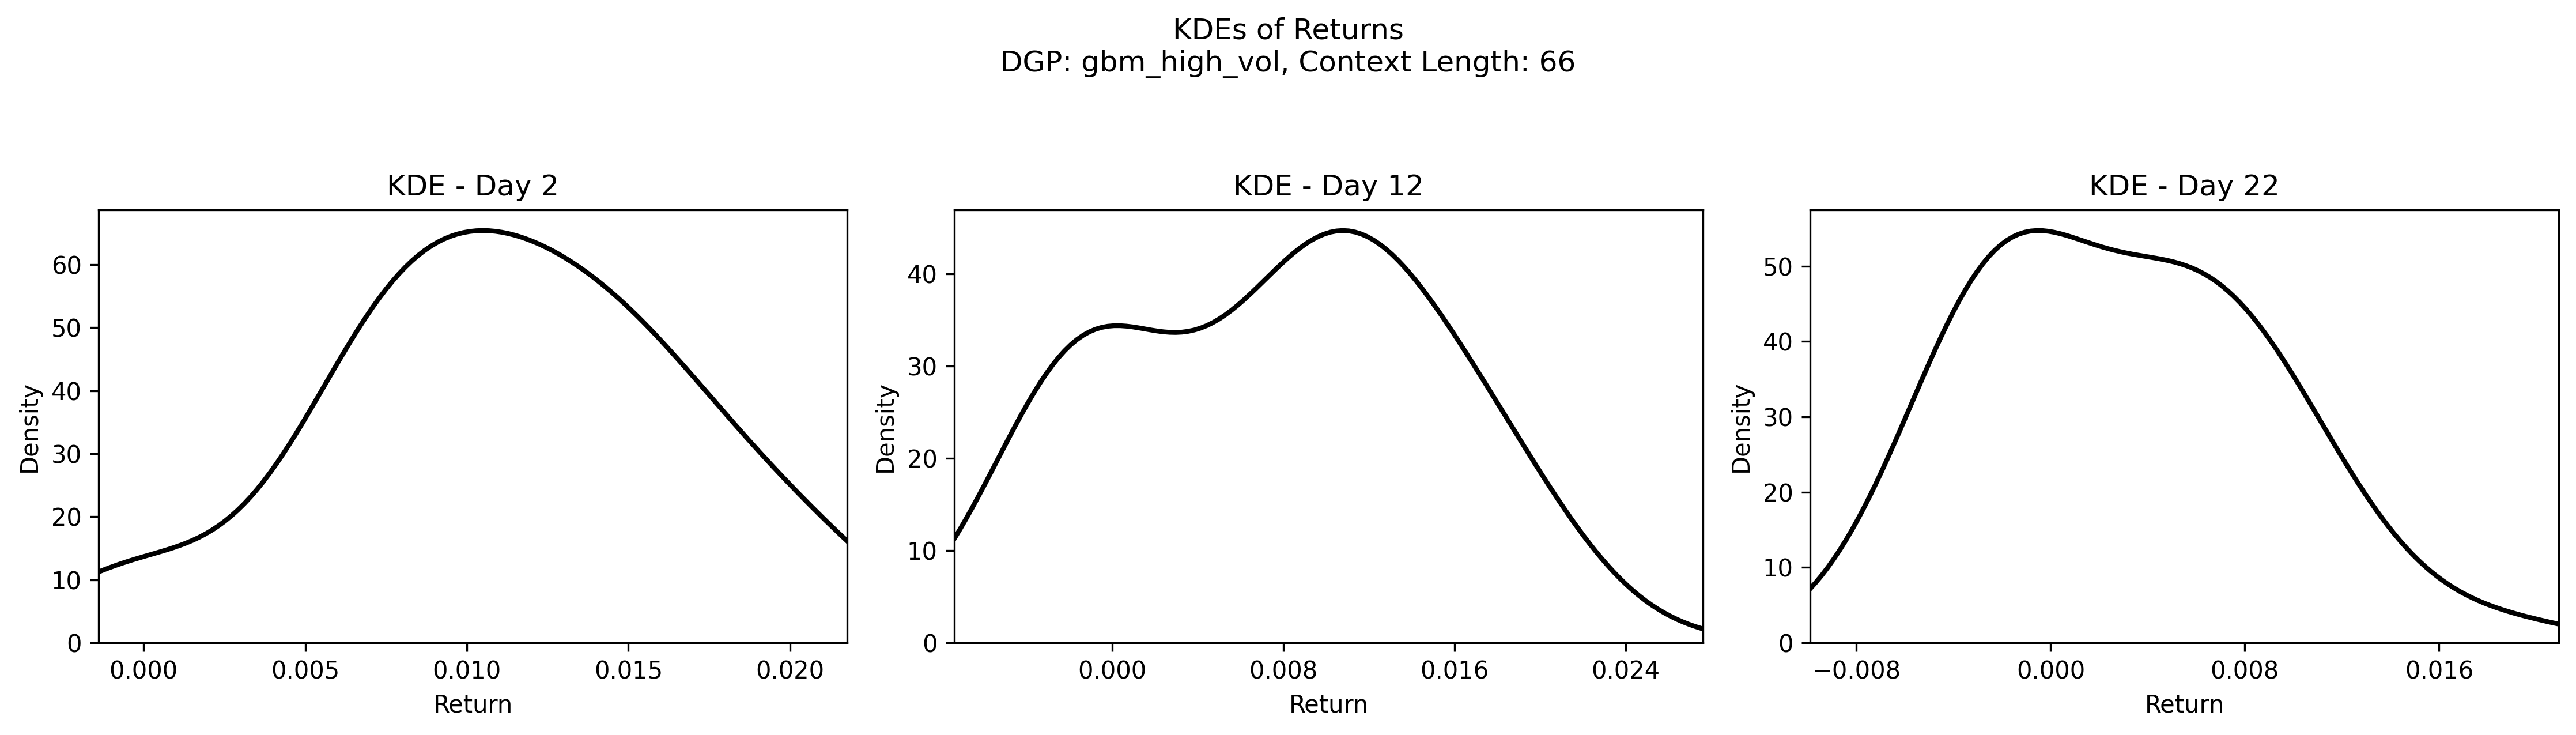 KDEs of Returns
DGP: gbm_high_vol, Context Length: 66
KDE - Day 2
Density
60
50
40
30
20
10
0
0.000 0.005 0.010 0.015 0.020
Return
KDE - Day 12
Density
40
30
20
10
0
0.000 0.008 0.016 0.024
Return
KDE - Day 22
Density
50
40
30
20
10
0
−0.008 0.000 0.008 0.016
Return